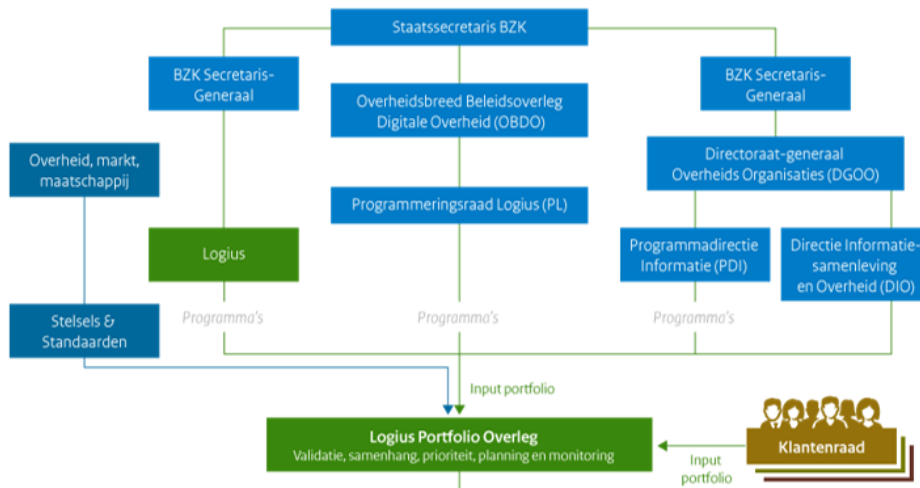 Staatssecretaris BZK
BZK Secretaris-
Generaal
Overheidsbreed Beleidsoverleg
Digitale Overheid (OBDO)
BZK Secretaris-
Generaal
Overheid, markt,
maatschappij
Directoraat-generaal
Overheids Organisaties (DGOO)
Programmeringsraad Logius (PL)
Logius
Programmadirectie
Informatie (PDI)
Directie Informatie-
samenleving
en Overheid (DIO)
Stelsels &
Standaarden
Programma's
Programma's
Programma's
Input portfolio
Logius Portfolio Overleg
Validatie, samenhang, prioriteit, planning en monitoring
Input
portfolio
Klantenraad